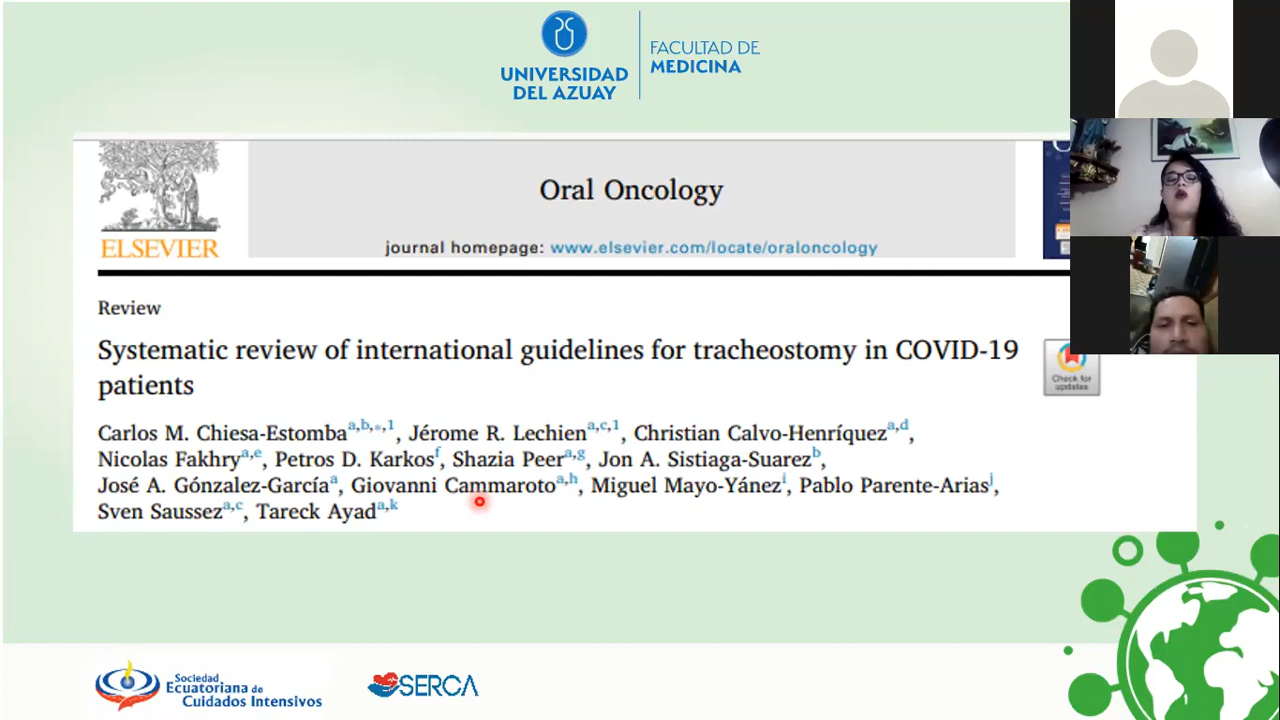 UNIVERSIDAD
DEL AZUAY
FACULTAD DE
MEDICINA
ELSEVIER
Oral Oncology
journal homepage: www.elsevier.com/locate/oraloncology
Review
Systematic review of international guidelines for tracheostomy in COVID-19
patients
Check for
updates
Carlos M. Chiesa-Estomba a,b,⁎,1, Jérome R. Lechien a,c,1, Christian Calvo-Henríquez a,d,
Nicolas Fakhry a,e, Petros D. Karkos f, Shazia Peer a,g, Jon A. Sistiaga-Suarez b,
José A. Gónzalez-García a, Giovanni Cammaroto a,h, Miguel Mayo-Yánez i, Pablo Parente-Arias j,
Sven Saussez a,c, Tareck Ayad a,k
Sociedad
Ecuatoriana de
Cuidados Intensivos
SERCA